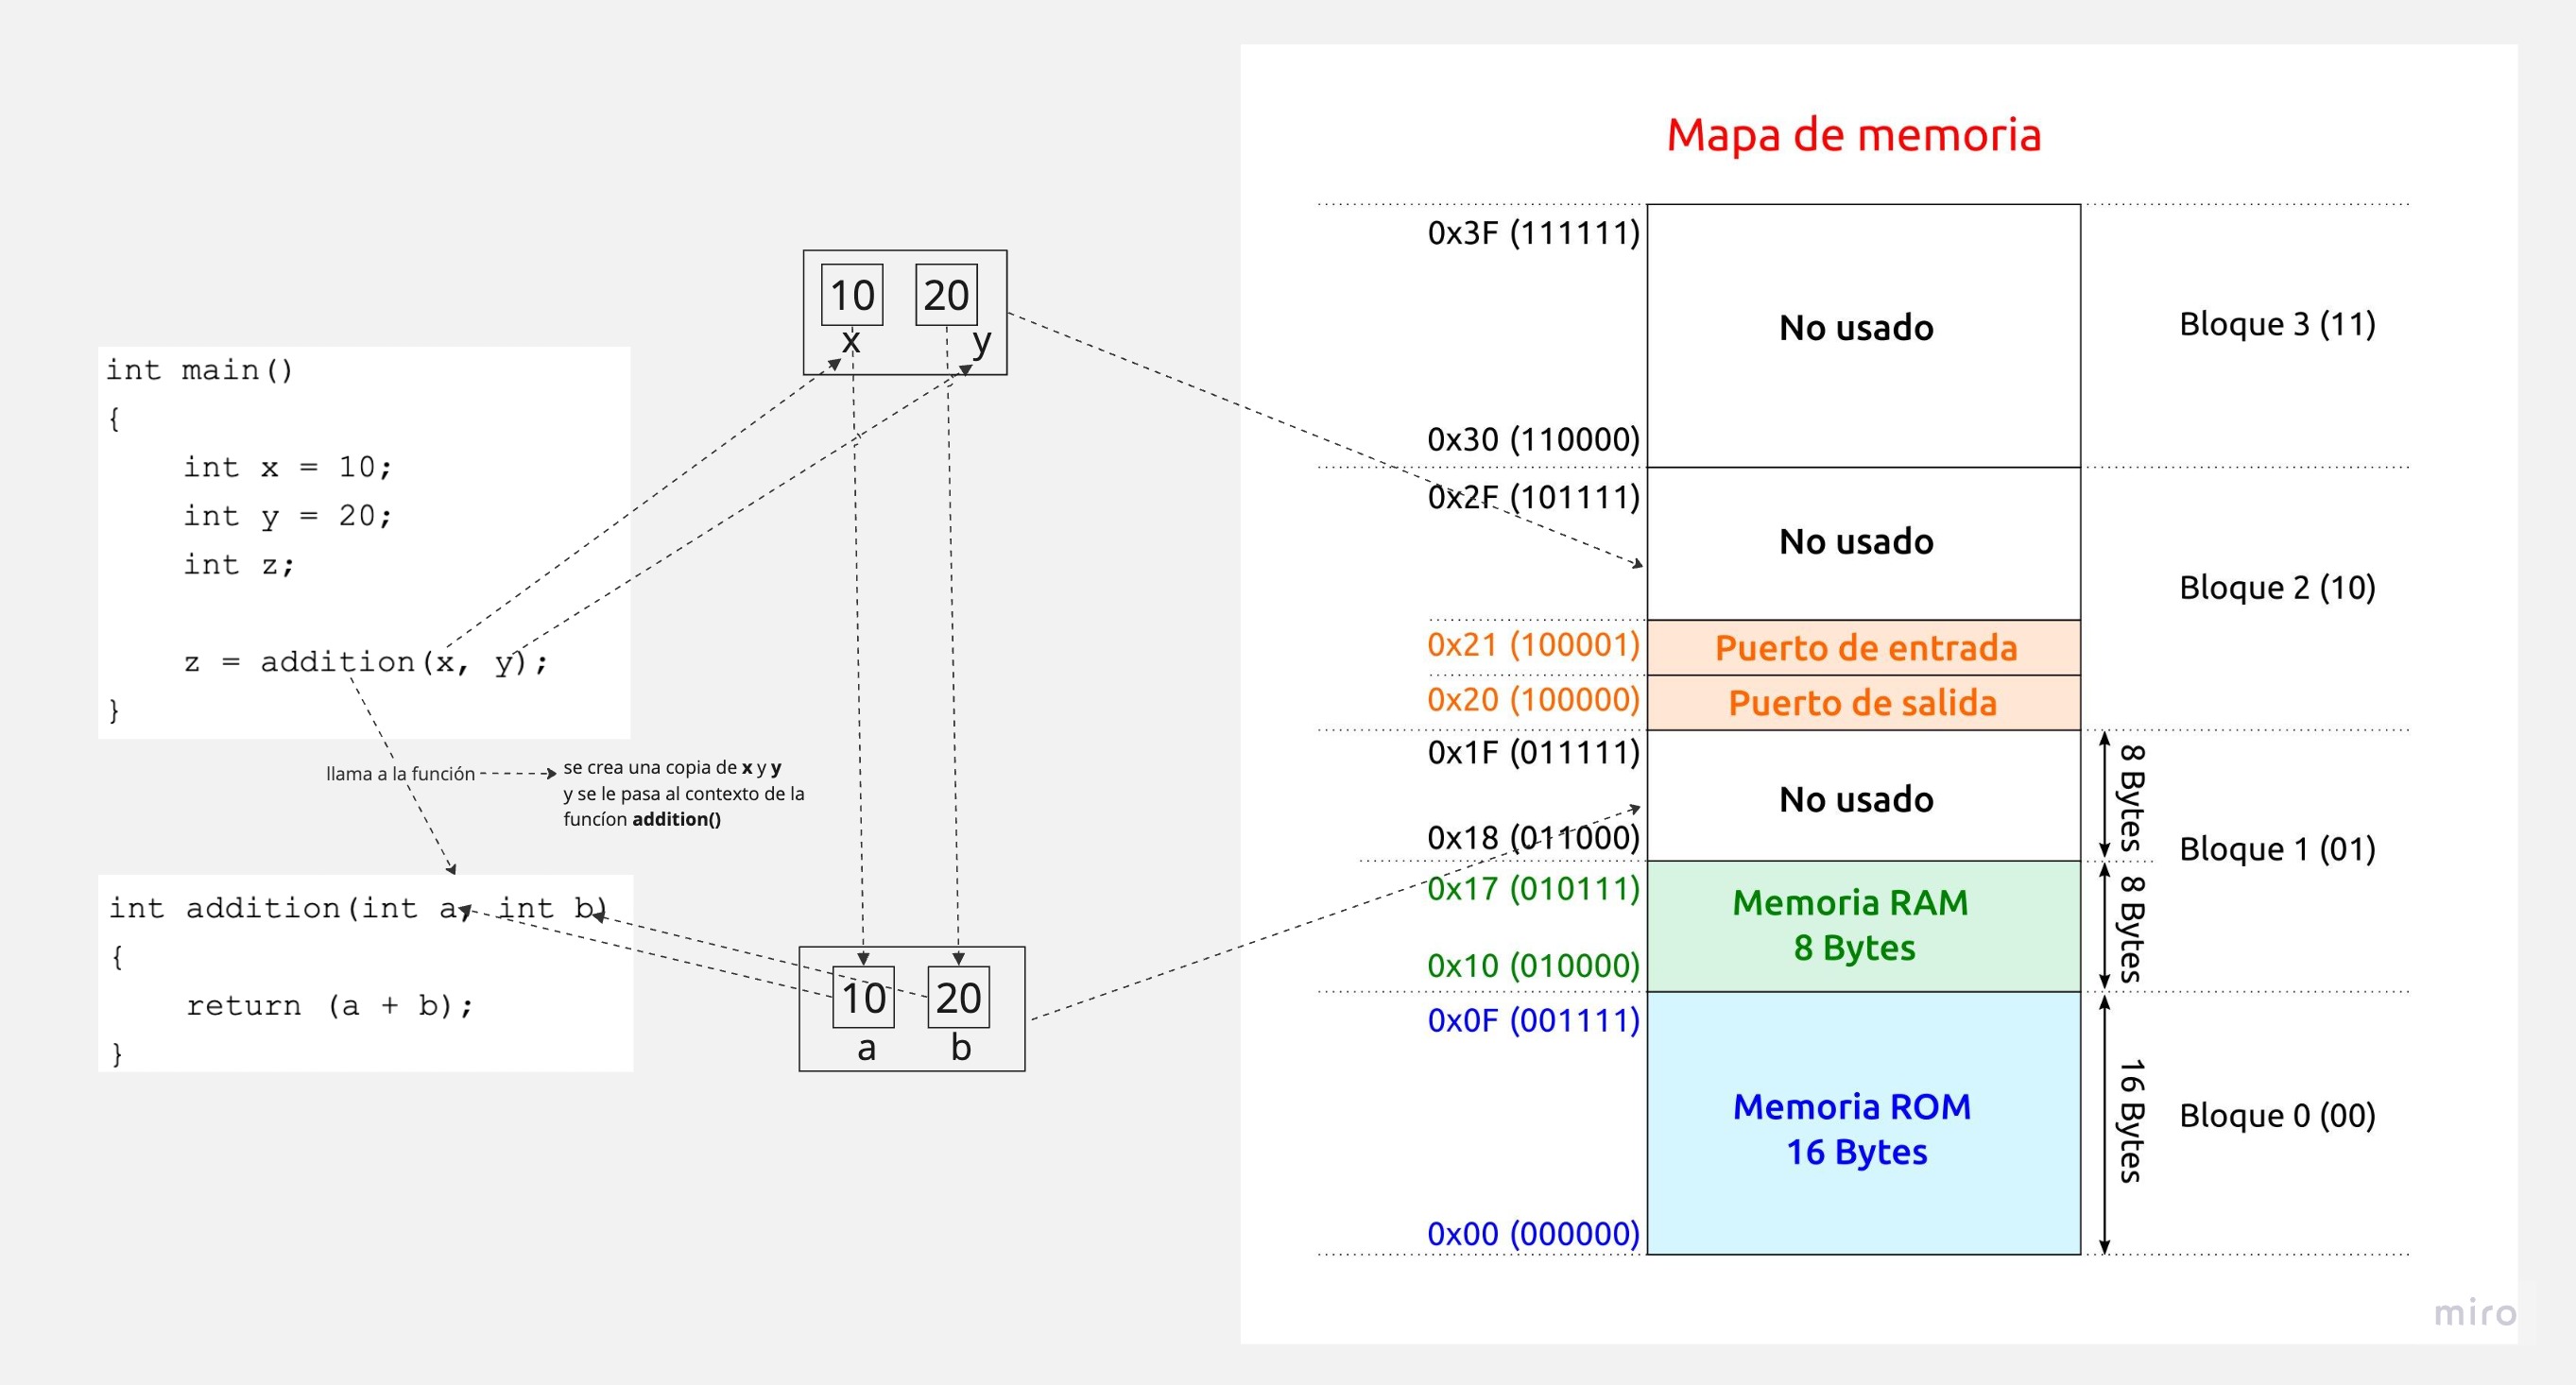 int main()
{
int x = 10;
int y = 20;
int z;
z = addition(x, y);
}
llama a la función
se crea una copia de x y y
y se le pasa al contexto de la
funcíon addition()
int addition(int a, int b)
{
return (a + b);
}
10 20
x y
10 20
a b
Mapa de memoria
0x3F (111111)
No usado
Bloque 3 (11)
0x30 (110000)
0x2F (101111)
No usado
Bloque 2 (10)
0x21 (100001) Puerto de entrada
0x20 (100000) Puerto de salida
0x1F (011111)
No usado
8 Bytes
0x18 (011000)
Bloque 1 (01)
0x17 (010111)
Memoria RAM
8 Bytes
8 Bytes
0x10 (010000)
0x0F (001111)
Memoria ROM
16 Bytes
16 Bytes
Bloque 0 (00)
0x00 (000000)
miro